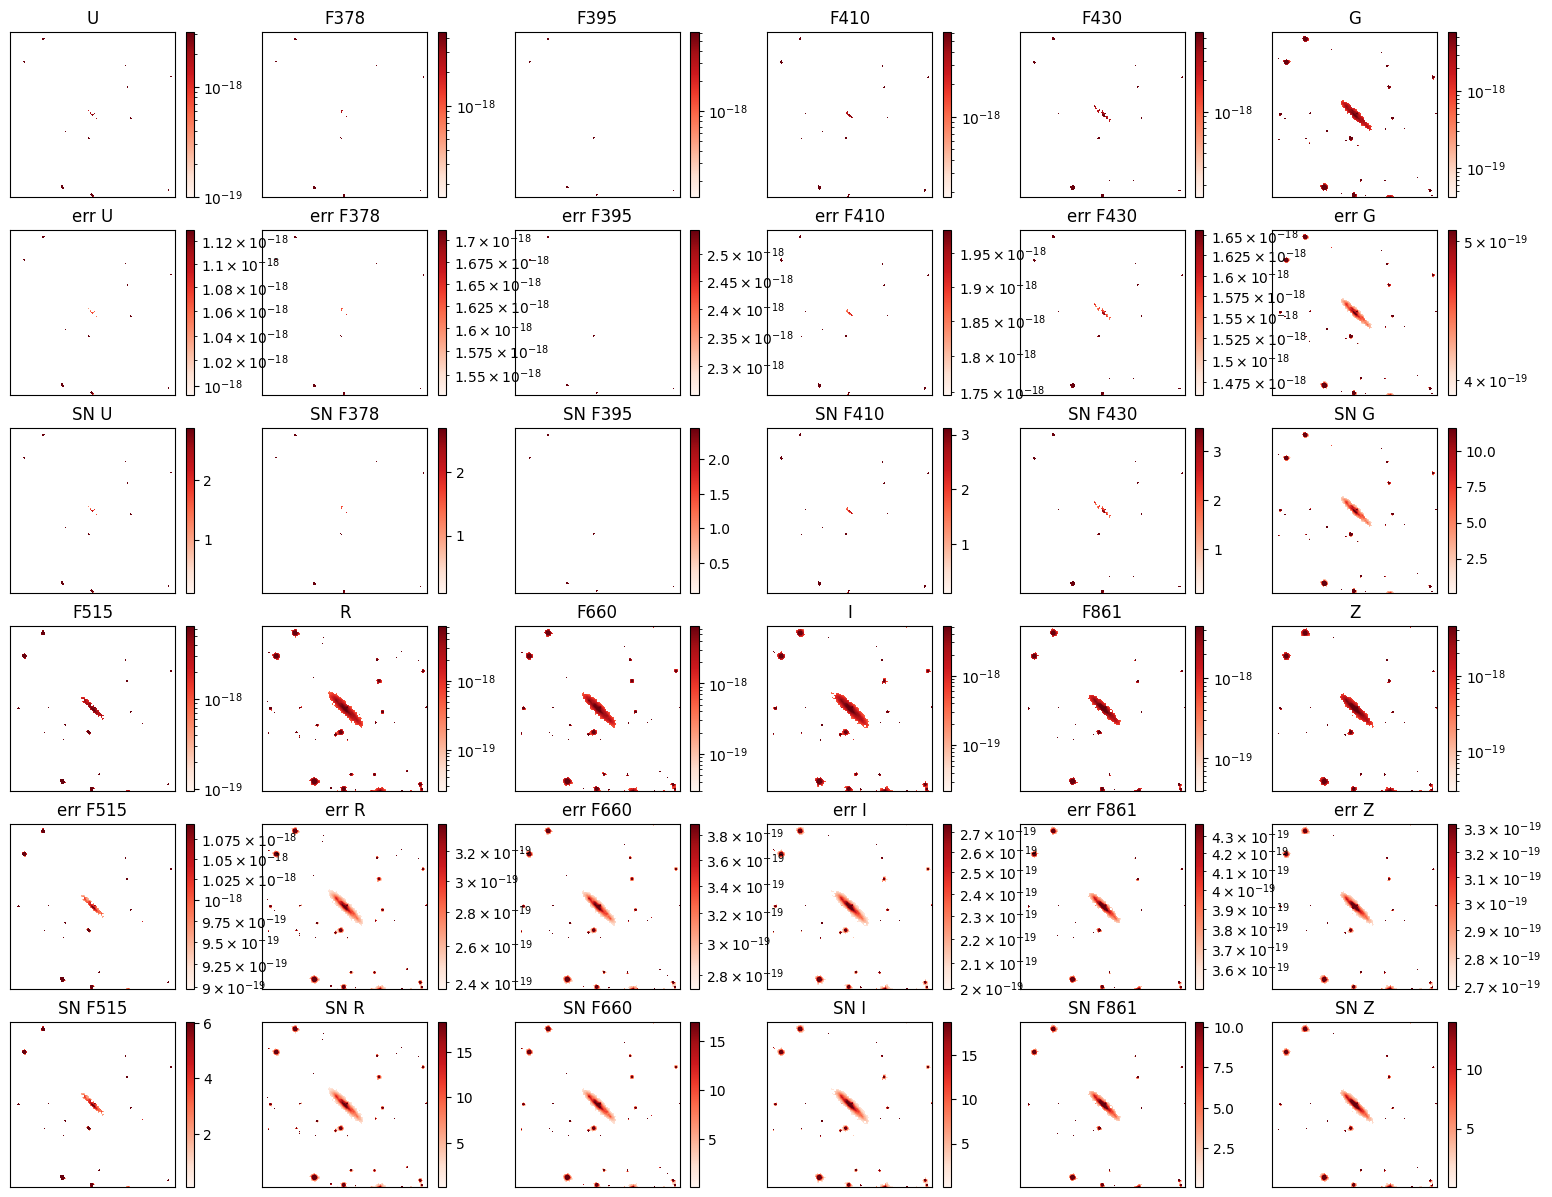 U F378 F395 F410 F430 G
10⁻¹⁸ 10⁻¹⁸ 10⁻¹⁸ 10⁻¹⁸ 10⁻¹⁸ 10⁻¹⁸
10⁻¹⁹ 10⁻¹⁹
err U err F378 err F395 err F410 err F430 err G
1.12×10⁻¹⁸ 1.7×10⁻¹⁸ 2.5×10⁻¹⁸ 1.95×10⁻¹⁸ 1.65×10⁻¹⁸ 5×10⁻¹⁹
1.1×10⁻¹⁸ 1.675×10⁻¹⁸ 2.45×10⁻¹⁸ 1.9×10⁻¹⁸ 1.625×10⁻¹⁸
1.08×10⁻¹⁸ 1.65×10⁻¹⁸ 2.4×10⁻¹⁸ 1.85×10⁻¹⁸ 1.6×10⁻¹⁸
1.06×10⁻¹⁸ 1.625×10⁻¹⁸ 2.35×10⁻¹⁸ 1.8×10⁻¹⁸ 1.575×10⁻¹⁸
1.04×10⁻¹⁸ 1.6×10⁻¹⁸ 2.3×10⁻¹⁸ 1.75×10⁻¹⁸ 1.55×10⁻¹⁸
1.02×10⁻¹⁸ 1.575×10⁻¹⁸ 1.525×10⁻¹⁸
10⁻¹⁸ 1.55×10⁻¹⁸ 1.5×10⁻¹⁸
1.475×10⁻¹⁸ 4×10⁻¹⁹
SN U SN F378 SN F395 SN F410 SN F430 SN G
2 2 2.0 3 3 10.0
1 1 1.5 2 2 7.5
1.0 1 1 5.0
0.5 2.5
F515 R F660 I F861 Z
10⁻¹⁸ 10⁻¹⁸ 10⁻¹⁸ 10⁻¹⁸ 10⁻¹⁸ 10⁻¹⁸
10⁻¹⁹ 10⁻¹⁹ 10⁻¹⁹ 10⁻¹⁹ 10⁻¹⁹ 10⁻¹⁹
err F515 err R err F660 err I err F861 err Z
1.075×10⁻¹⁸ 3.2×10⁻¹⁹ 3.8×10⁻¹⁹ 2.7×10⁻¹⁹ 4.3×10⁻¹⁹ 3.3×10⁻¹⁹
1.05×10⁻¹⁸ 3×10⁻¹⁹ 3.6×10⁻¹⁹ 2.6×10⁻¹⁹ 4.2×10⁻¹⁹ 3.2×10⁻¹⁹
1.025×10⁻¹⁸ 2.8×10⁻¹⁹ 3.4×10⁻¹⁹ 2.5×10⁻¹⁹ 4.1×10⁻¹⁹ 3.1×10⁻¹⁹
10⁻¹⁸ 2.6×10⁻¹⁹ 3.2×10⁻¹⁹ 2.4×10⁻¹⁹ 4×10⁻¹⁹ 3×10⁻¹⁹
9.75×10⁻¹⁹ 2.4×10⁻¹⁹ 3×10⁻¹⁹ 2.3×10⁻¹⁹ 3.9×10⁻¹⁹ 2.9×10⁻¹⁹
9.5×10⁻¹⁹ 2.8×10⁻¹⁹ 2.2×10⁻¹⁹ 3.8×10⁻¹⁹ 2.8×10⁻¹⁹
9.25×10⁻¹⁹ 2.1×10⁻¹⁹ 3.7×10⁻¹⁹ 2.7×10⁻¹⁹
9×10⁻¹⁹ 2×10⁻¹⁹ 3.6×10⁻¹⁹
SN F515 SN R SN F660 SN I SN F861 SN Z
6 15 15 15 10.0 10
4 10 10 10 7.5 5
2 5 5 5 5.0
2.5